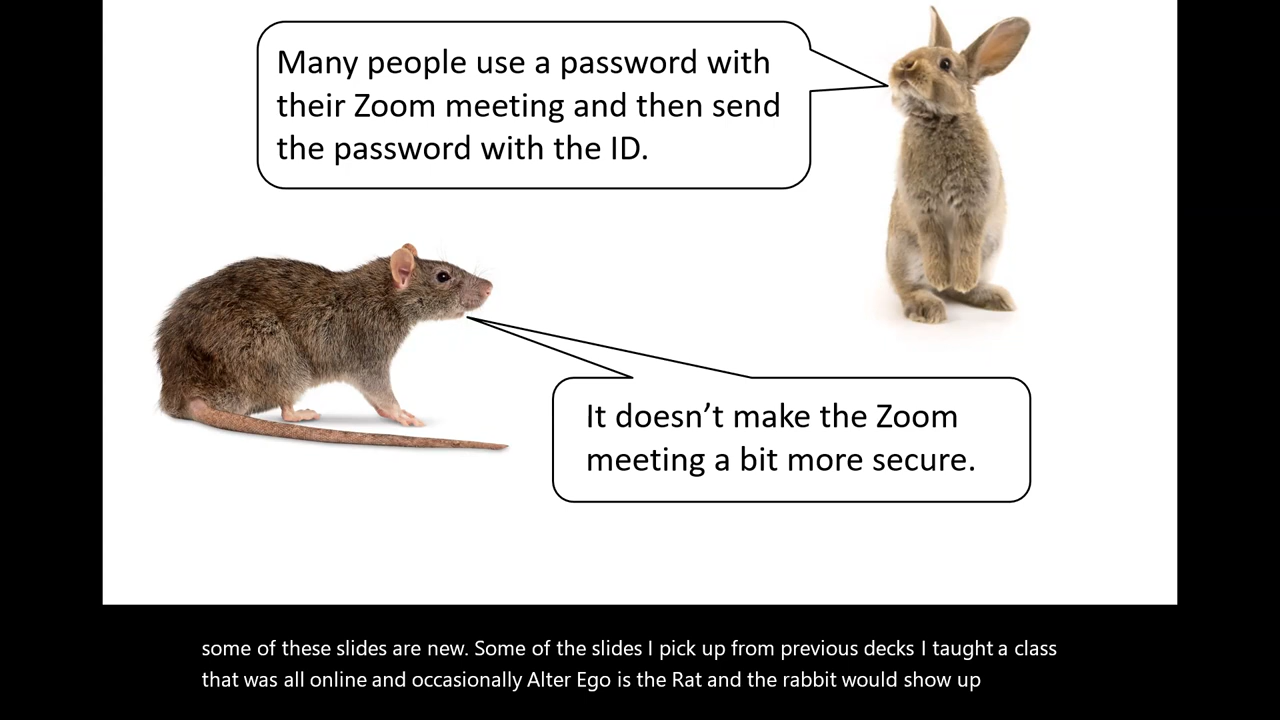 Many people use a password with
their Zoom meeting and then send
the password with the ID.
It doesn’t make the Zoom
meeting a bit more secure.
some of these slides are new. Some of the slides I pick up from previous decks I taught a class
that was all online and occasionally Alter Ego is the Rat and the rabbit would show up